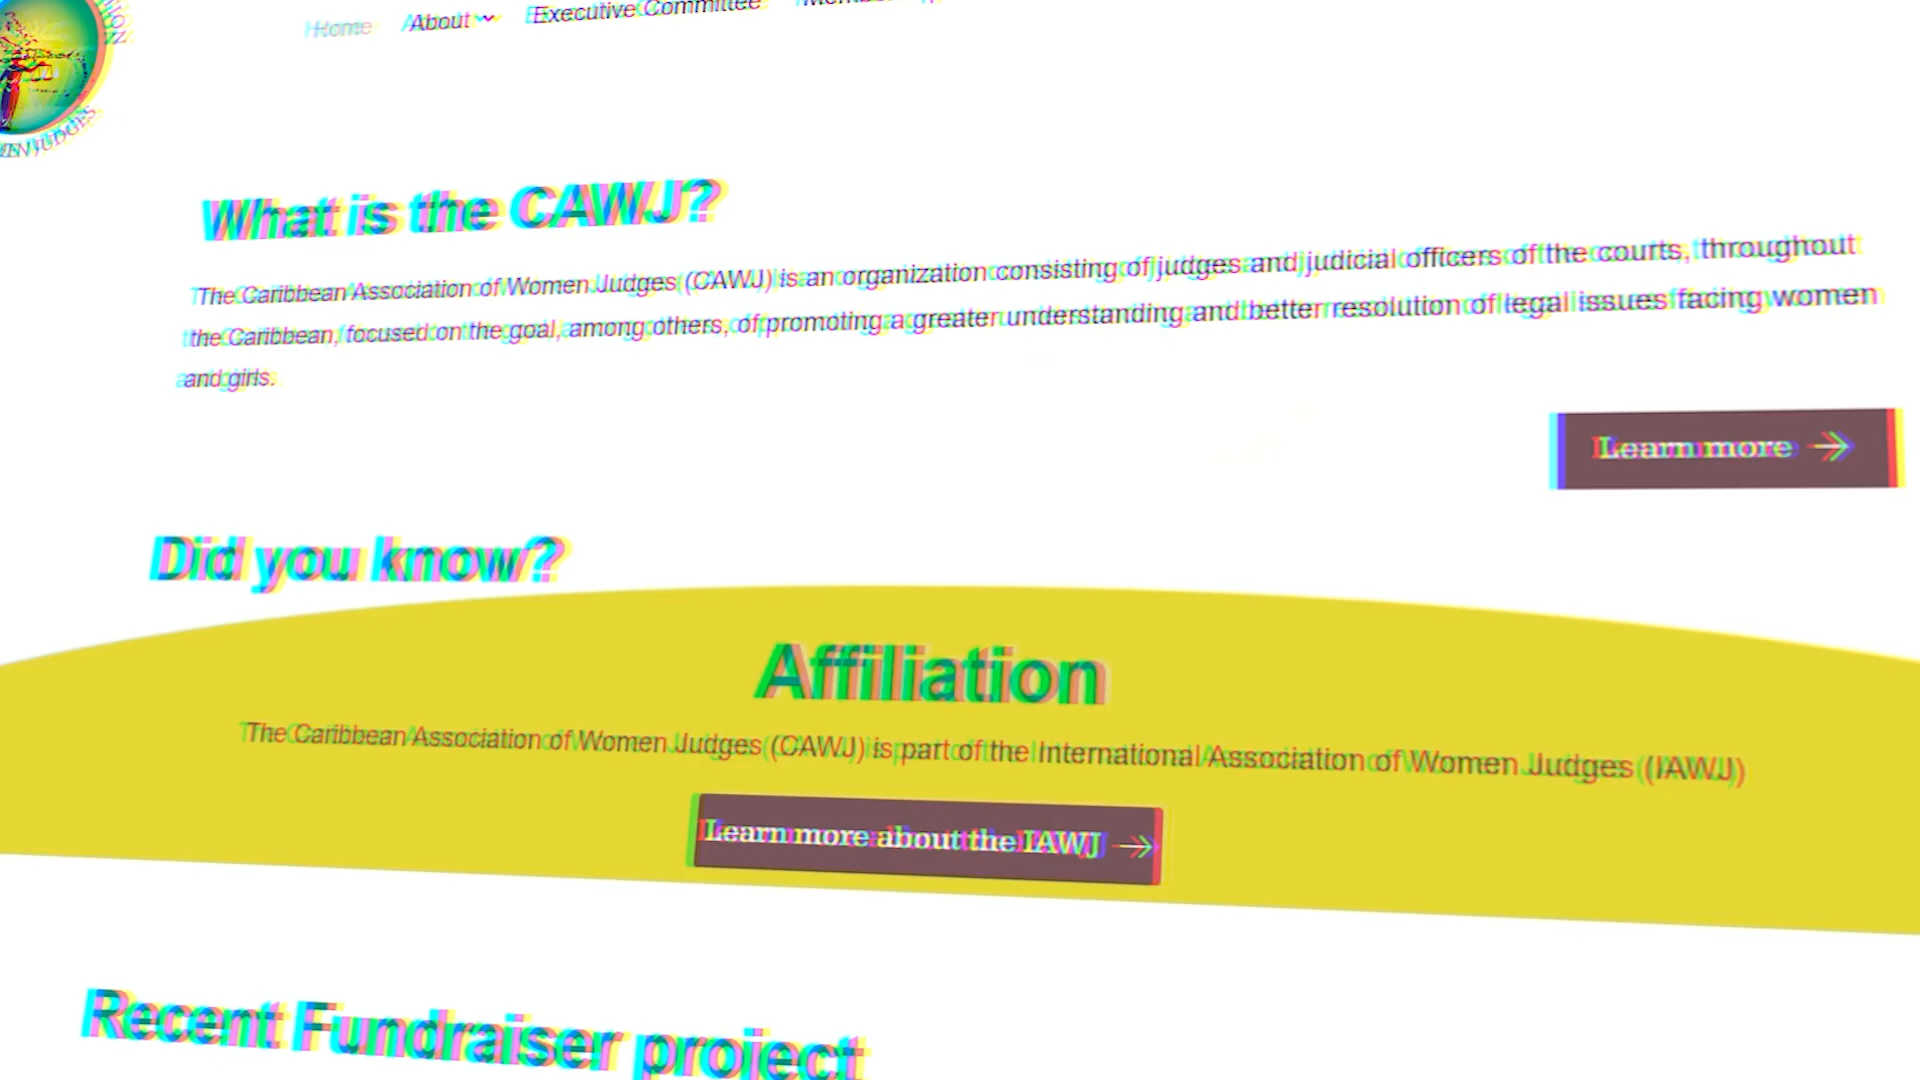 Home About Executive Committee
WOMEN JUDGES
What is the CAWJ?
The Caribbean Association of Women Judges (CAWJ) is an organization consisting of judges and judicial officers of the courts, throughout
the Caribbean, focused on the goal, among others, of promoting a greater understanding and better resolution of legal issues facing women
and girls.
Learn more →
Did you know?
Affiliation
The Caribbean Association of Women Judges (CAWJ) is part of the International Association of Women Judges (IAWJ)
Learn more about the IAWJ →
Recent Fundraiser project